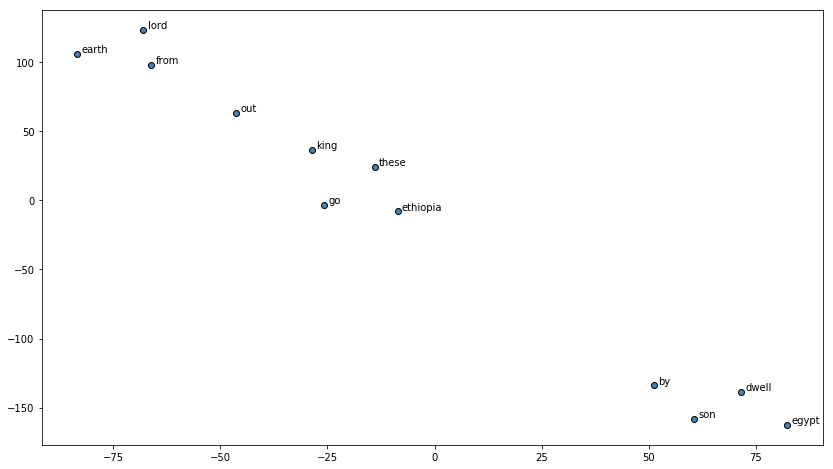 lord
earth
from
100
out
50
king
these
0
go
ethiopia
−50
−100
by
dwell
−150
son
egypt
−75
−50
−25
0
25
50
75